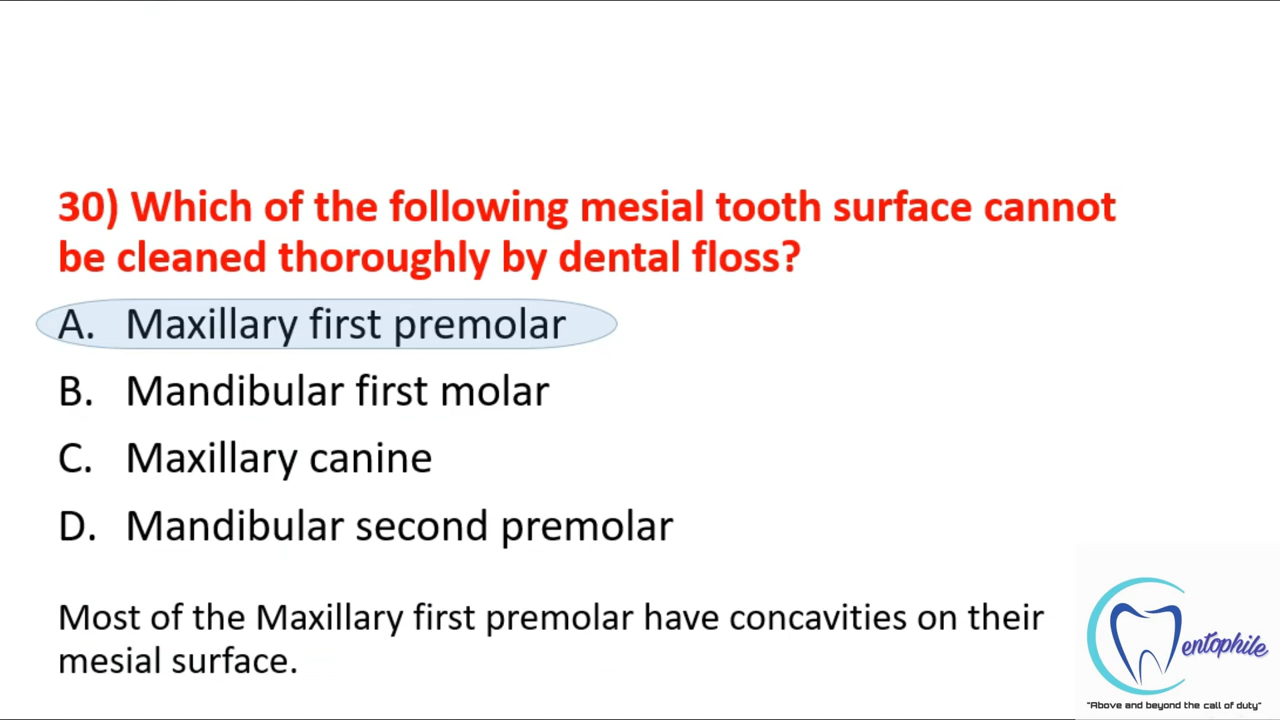 30) Which of the following mesial tooth surface cannot
be cleaned thoroughly by dental floss?
A. Maxillary first premolar
B. Mandibular first molar
C. Maxillary canine
D. Mandibular second premolar
Most of the Maxillary first premolar have concavities on their
mesial surface.
entophile
"Above and beyond the call of duty"